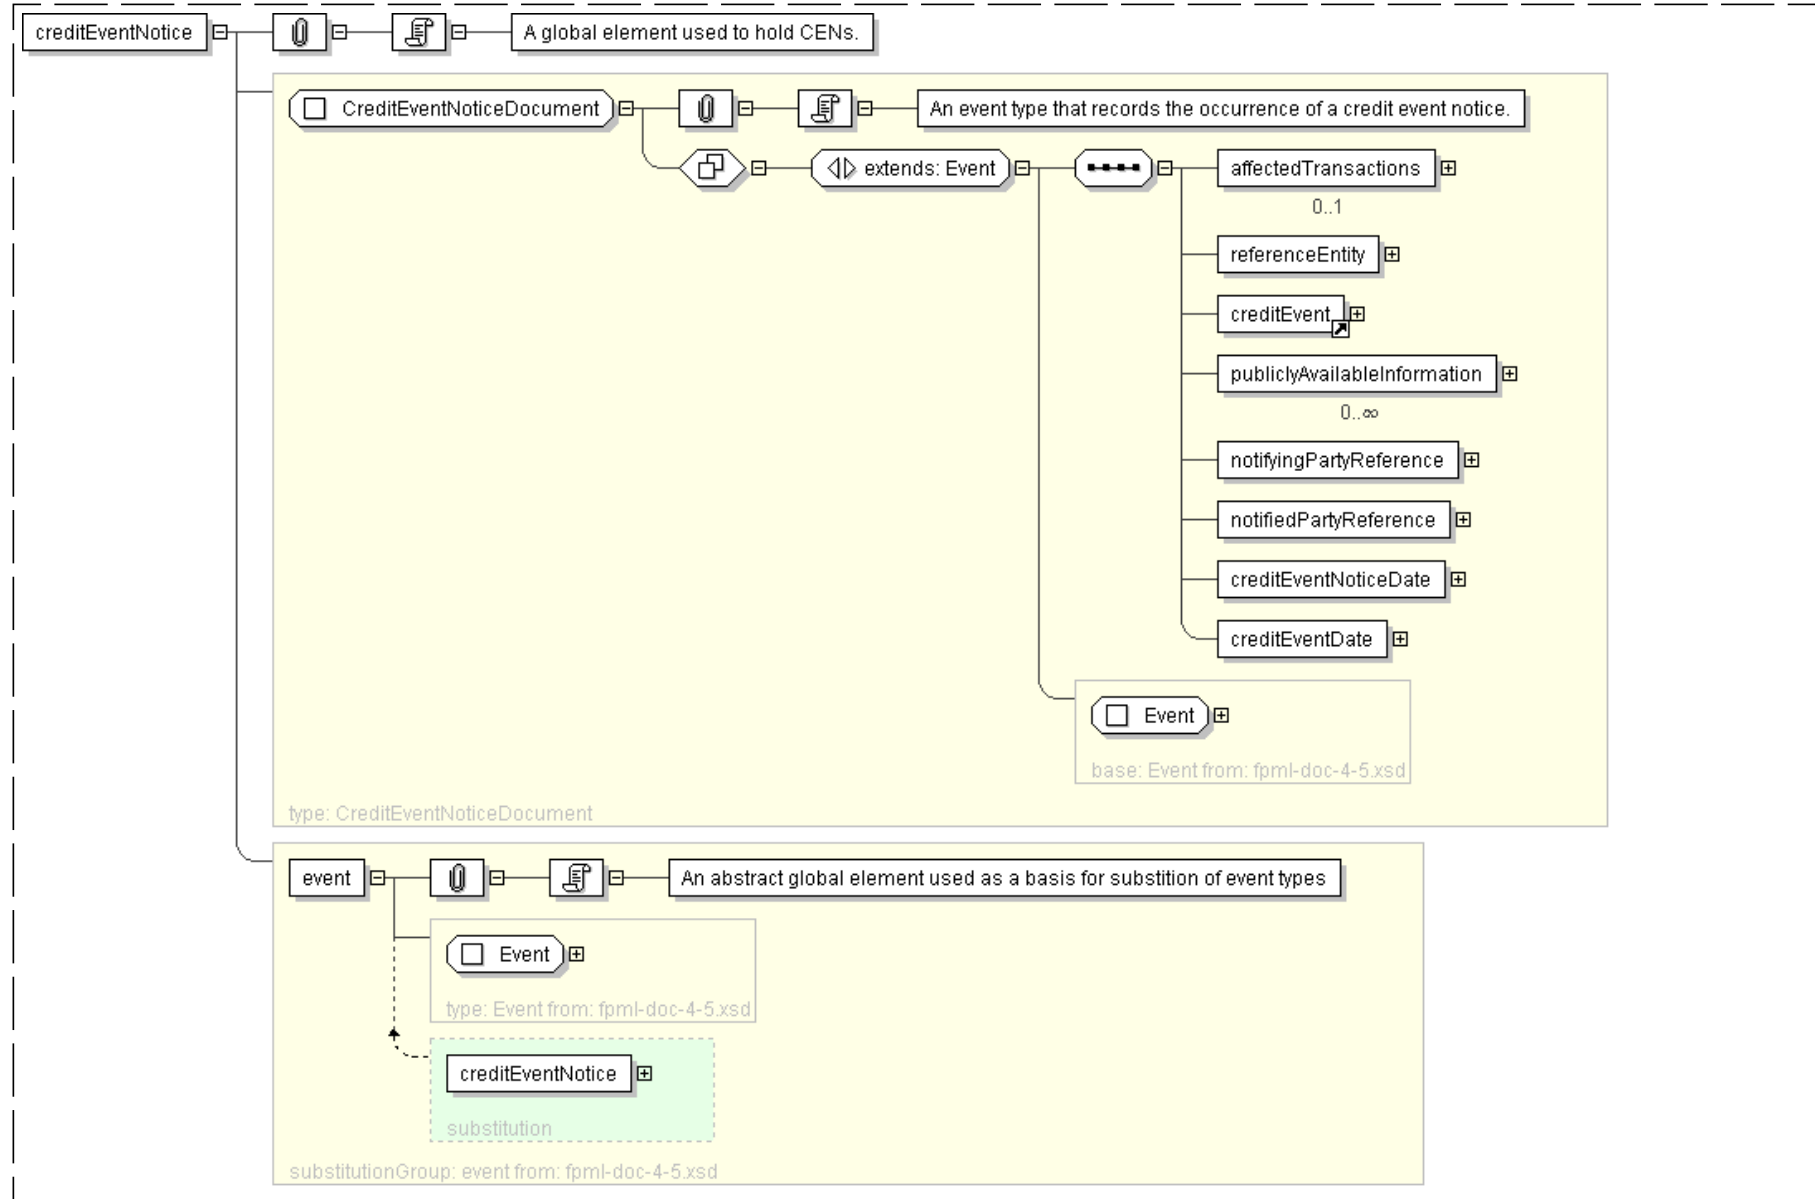 creditEventNotice A global element used to hold CENs.
CreditEventNoticeDocument An event type that records the occurrence of a credit event notice.
extends: Event affectedTransactions
0..1
referenceEntity
creditEvent
publiclyAvailableInformation
0..∞
notifyingPartyReference
notifiedPartyReference
creditEventNoticeDate
creditEventDate
Event
base: Event from: fpml-doc-4-5.xsd
type: CreditEventNoticeDocument
event An abstract global element used as a basis for substition of event types
Event
type: Event from: fpml-doc-4-5.xsd
creditEventNotice
substitution
substitutionGroup: event from: fpml-doc-4-5.xsd